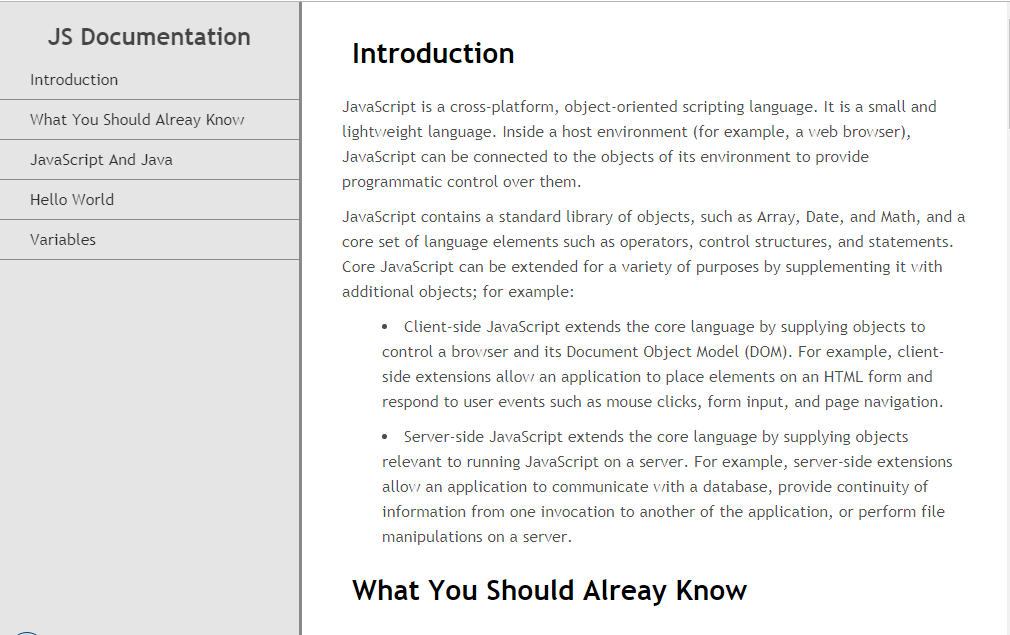 JS Documentation
Introduction
What You Should Alreay Know
JavaScript And Java
Hello World
Variables
Introduction
JavaScript is a cross-platform, object-oriented scripting language. It is a small and
lightweight language. Inside a host environment (for example, a web browser),
JavaScript can be connected to the objects of its environment to provide
programmatic control over them.
JavaScript contains a standard library of objects, such as Array, Date, and Math, and a
core set of language elements such as operators, control structures, and statements.
Core JavaScript can be extended for a variety of purposes by supplementing it with
additional objects; for example:
• Client-side JavaScript extends the core language by supplying objects to
control a browser and its Document Object Model (DOM). For example, client-
side extensions allow an application to place elements on an HTML form and
respond to user events such as mouse clicks, form input, and page navigation.
• Server-side JavaScript extends the core language by supplying objects
relevant to running JavaScript on a server. For example, server-side extensions
allow an application to communicate with a database, provide continuity of
information from one invocation to another of the application, or perform file
manipulations on a server.
What You Should Alreay Know